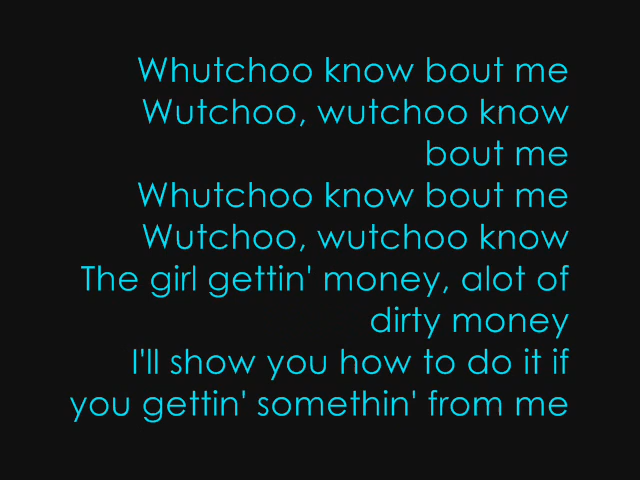 Whutchoo know bout me
Wutchoo, wutchoo know
bout me
Whutchoo know bout me
Wutchoo, wutchoo know
The girl gettin' money, alot of
dirty money
I'll show you how to do it if
you gettin' somethin' from me